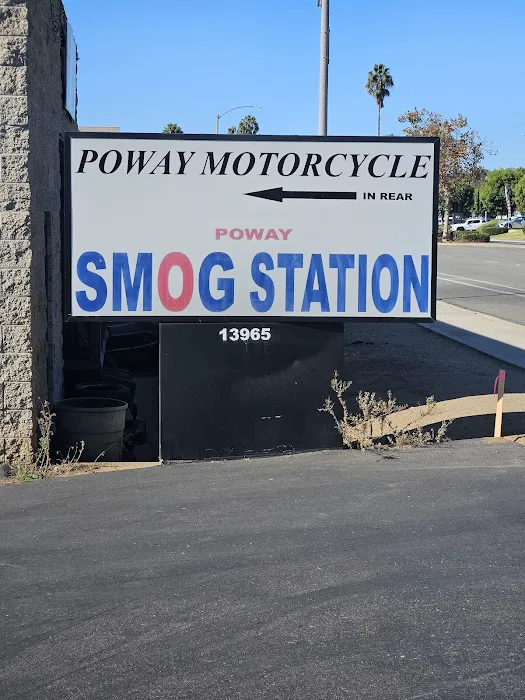 POWAY MOTORCYCLE
IN REAR
POWAY
SMOG STATION
13965